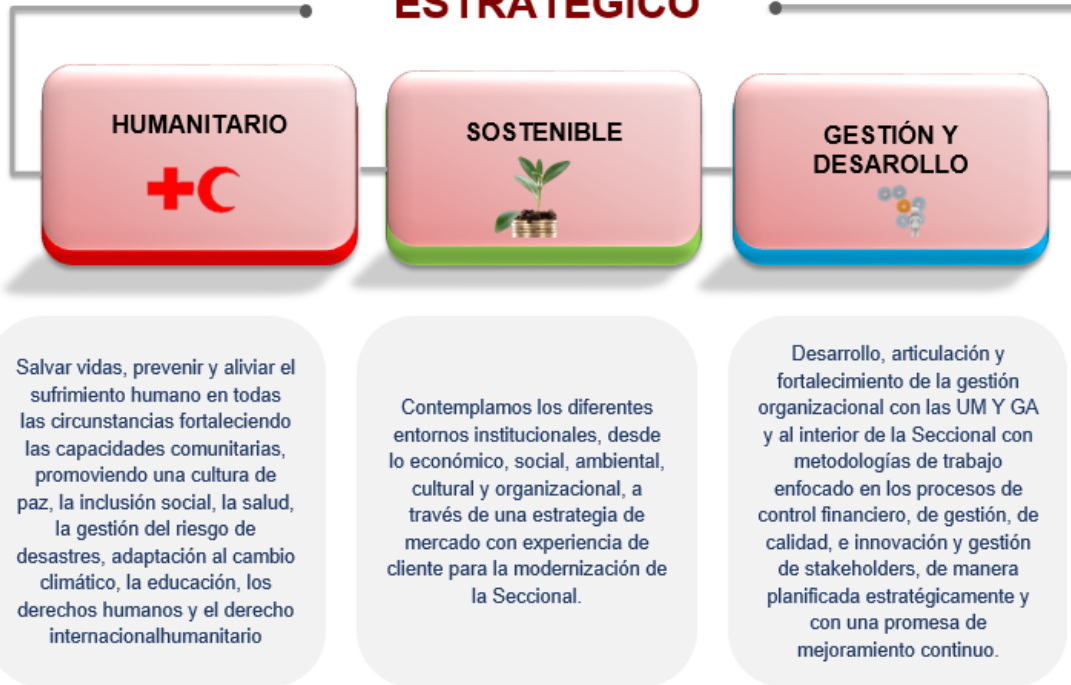 ESTRATÉGICO
HUMANITARIO
SOSTENIBLE
GESTIÓN Y
DESAROLLO
Salvar vidas, prevenir y aliviar el
sufrimiento humano en todas
las circunstancias fortaleciendo
las capacidades comunitarias,
promoviendo una cultura de
paz, la inclusión social, la salud,
la gestión del riesgo de
desastres, adaptación al cambio
climático, la educación, los
derechos humanos y el derecho
internacionalhumanitario
Contemplamos los diferentes
entornos institucionales, desde
lo económico, social, ambiental,
cultural y organizacional, a
través de una estrategia de
mercado con experiencia de
cliente para la modernización de
la Seccional.
Desarrollo, articulación y
fortalecimiento de la gestión
organizacional con las UM Y GA
y al interior de la Seccional con
metodologías de trabajo
enfocado en los procesos de
control financiero, de gestión, de
calidad, e innovación y gestión
de stakeholders, de manera
planificada estratégicamente y
con una promesa de
mejoramiento continuo.